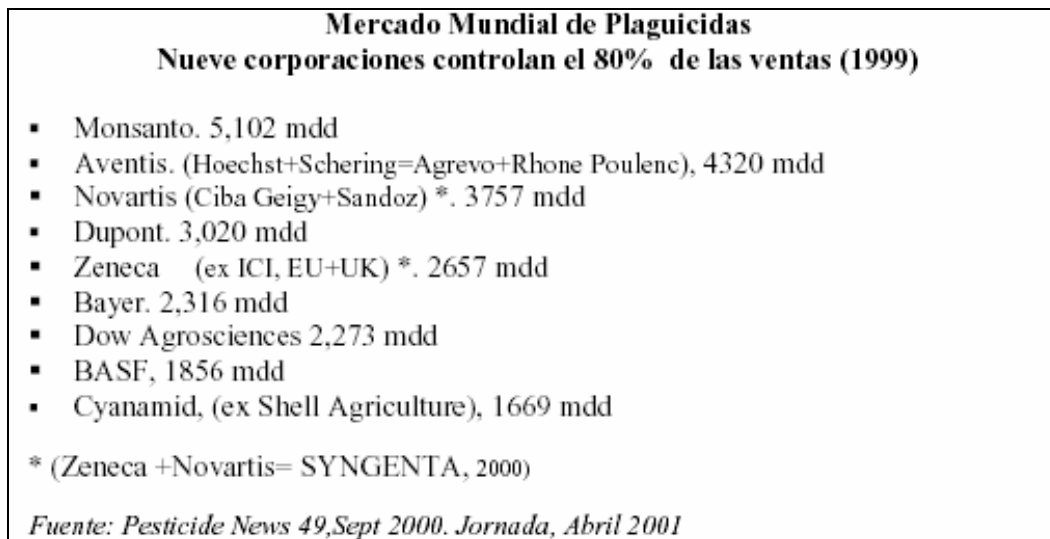 Mercado Mundial de Plaguicidas
Nueve corporaciones controlan el 80% de las ventas (1999)
▪ Monsanto. 5,102 mdd
▪ Aventis. (Hoechst+Schering=Agrevo+Rhone Poulenc), 4320 mdd
▪ Novartis (Ciba Geigy+Sandoz) *. 3757 mdd
▪ Dupont. 3,020 mdd
▪ Zeneca (ex ICI, EU+UK) *. 2657 mdd
▪ Bayer. 2,316 mdd
▪ Dow Agrosciences 2,273 mdd
▪ BASF, 1856 mdd
▪ Cyanamid, (ex Shell Agriculture), 1669 mdd
* (Zeneca +Novartis= SYNGENTA, 2000)
Fuente: Pesticide News 49,Sept 2000. Jornada, Abril 2001